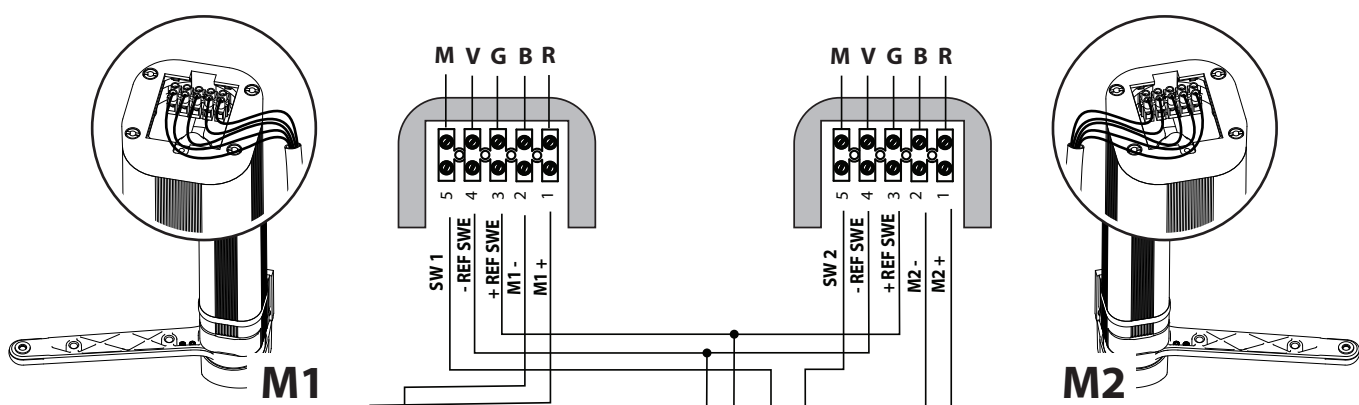 M V G B R
M V G B R
5 4 3 2 1
5 4 3 2 1
SW 1
- REF SWE
+ REF SWE
M1 -
M1 +
SW 2
- REF SWE
+ REF SWE
M2 -
M2 +
M1
M2